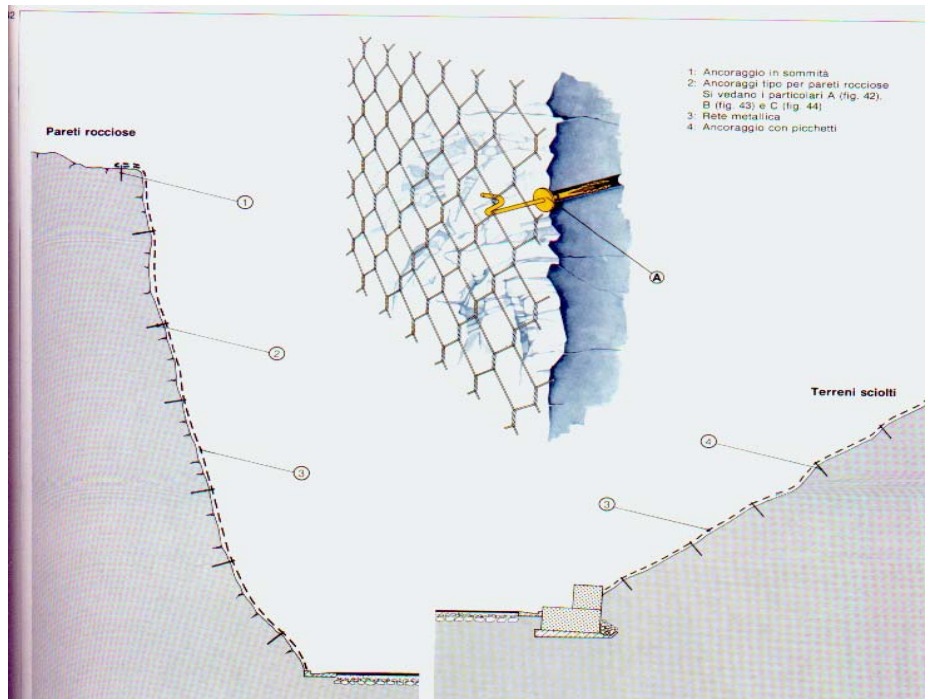 1: Ancoraggio in sommità
2: Ancoraggi tipo per pareti rocciose
Si vedano i particolari A (fig. 42),
B (fig. 43) e C (fig. 44)
3: Rete metallica
4: Ancoraggio con picchetti
Pareti rocciose
1
2
3
A
Terreni sciolti
4
3